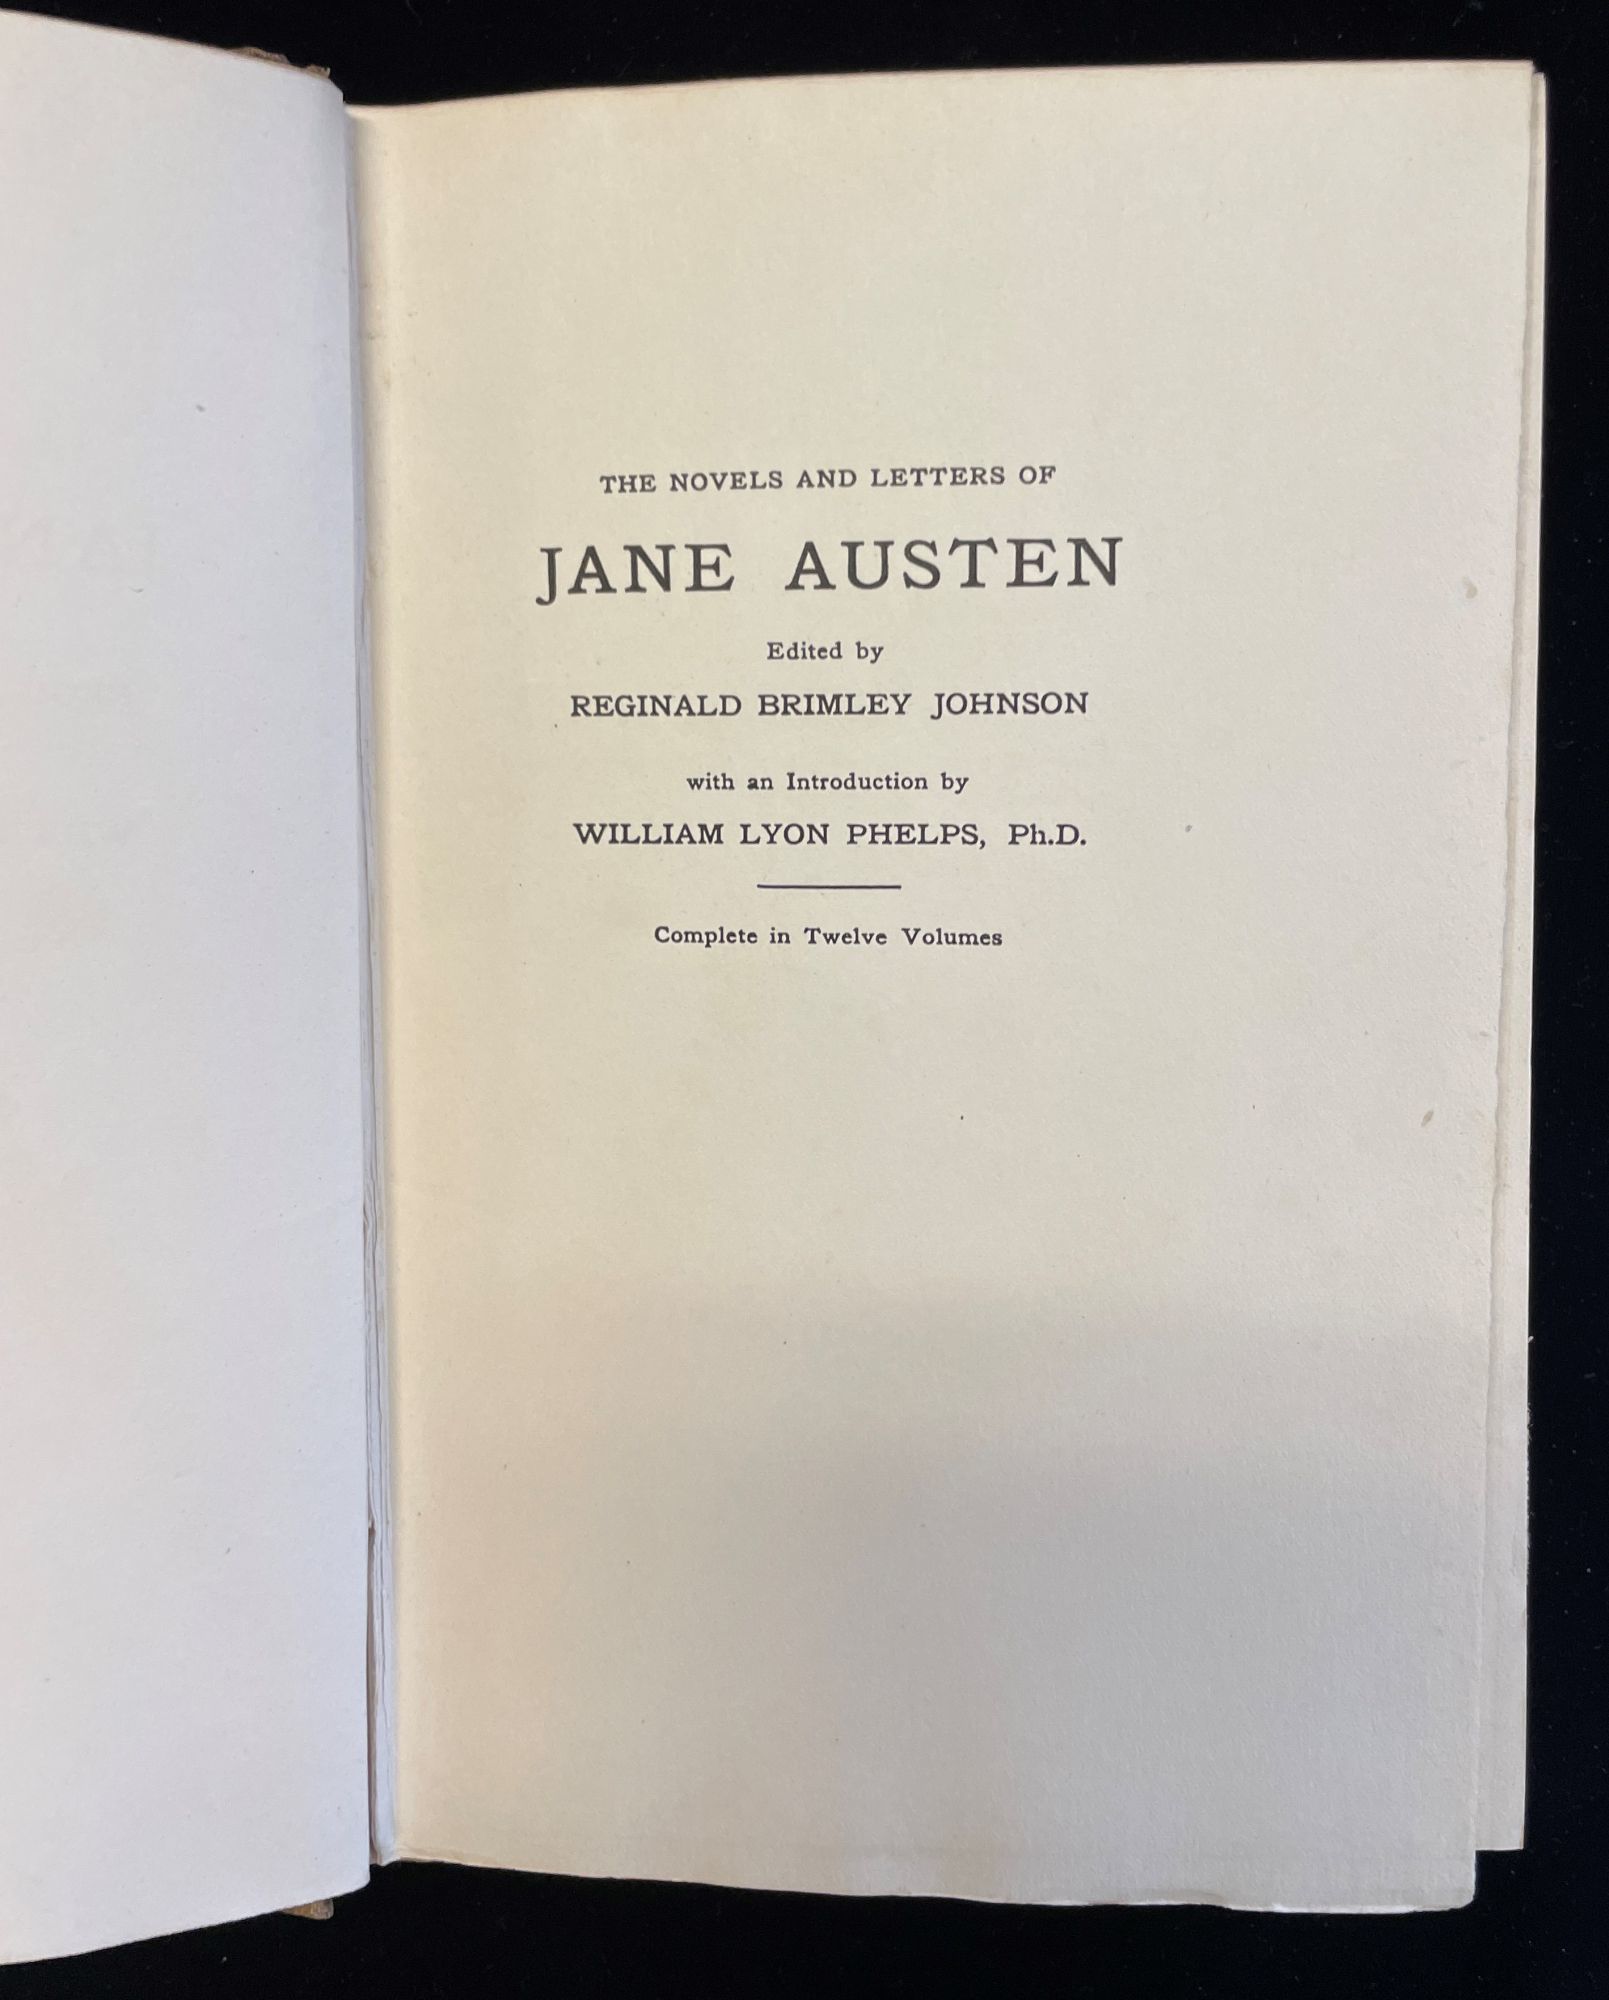 THE NOVELS AND LETTERS OF
JANE AUSTEN
Edited by
REGINALD BRIMLEY JOHNSON
with an Introduction by
WILLIAM LYON PHELPS, Ph.D.
Complete in Twelve Volumes